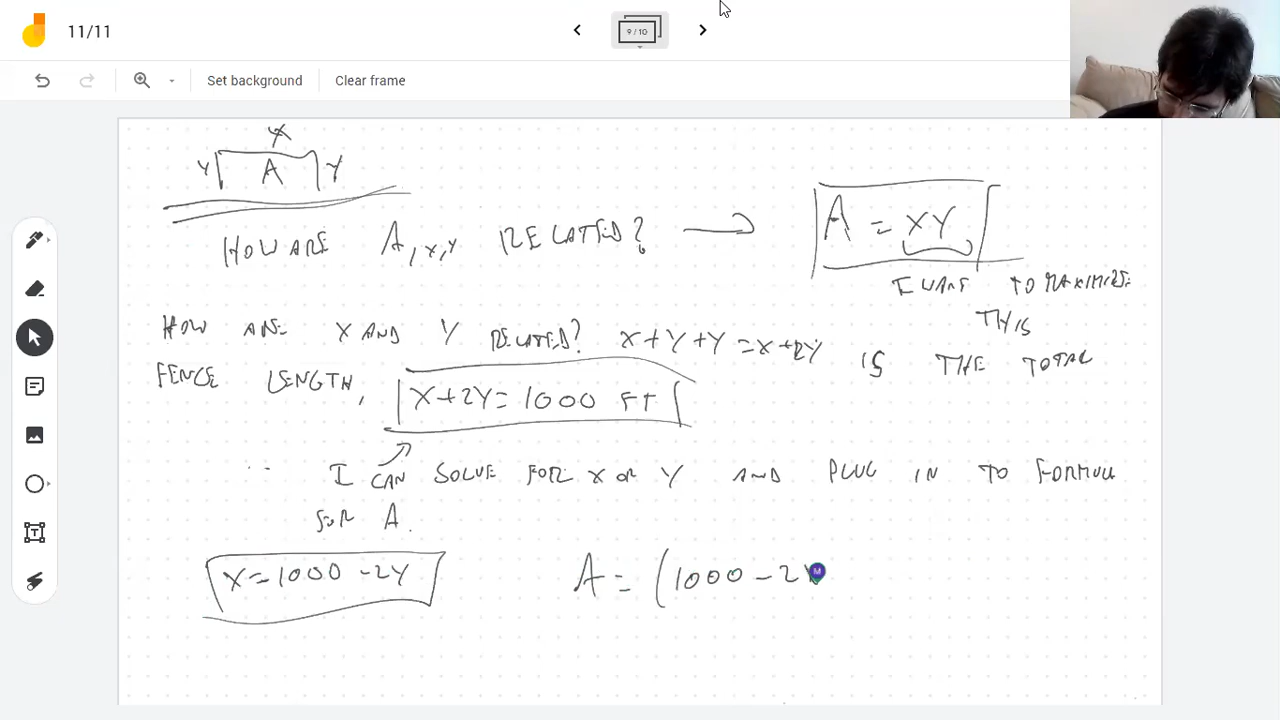 11/11
9 / 10
Set background
Clear frame
X
Y A Y
HOW ARE A, X, Y RELATED? → A = XY
I WANT TO MAXIMIZE
THIS
HOW ARE X AND Y RELATED? X+Y+Y=X+2Y IS THE TOTAL
FENCE LENGTH, X+2Y=1000 FT
I CAN SOLVE FOR X OR Y AND PLUG IN TO FORMULA
FOR A.
X=1000-2Y
A = (1000-2Y
M